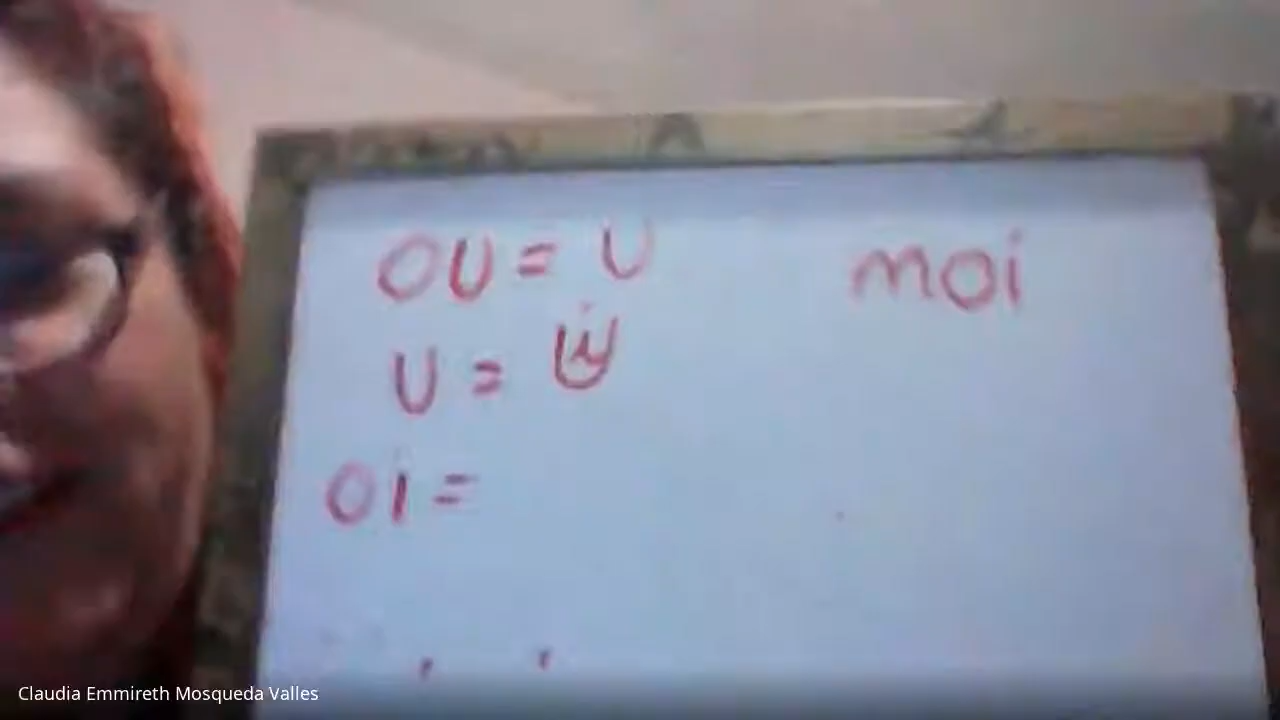 OU = U moi
U = U
Oi =
Claudia Emmireth Mosqueda Valles